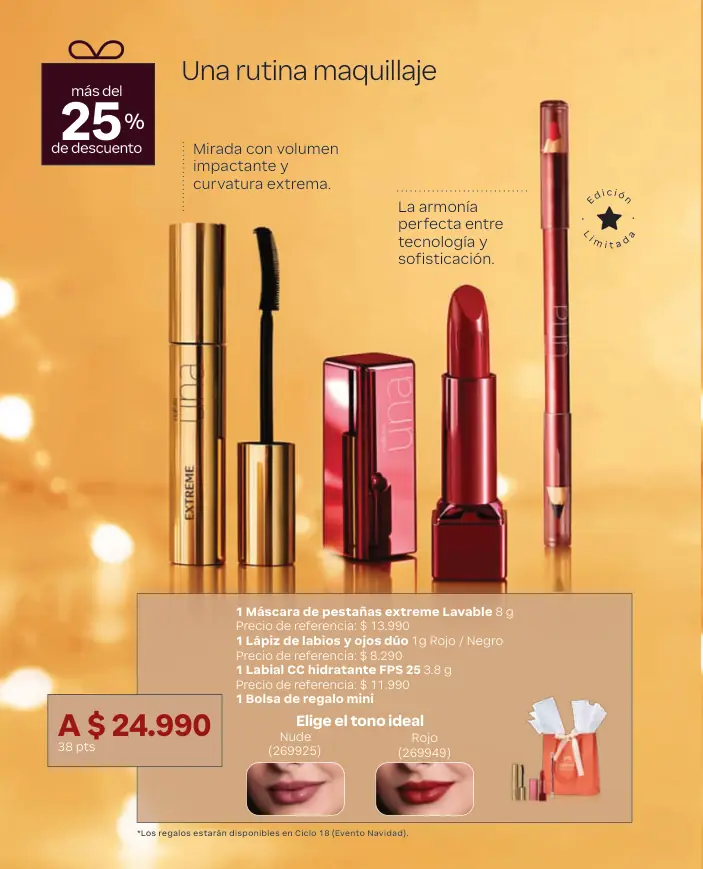 más del
25%
de descuento
Una rutina maquillaje
Mirada con volumen
impactante y
curvatura extrema.
La armonía
perfecta entre
tecnología y
sofisticación.
Edición
Limitada
una
EXTREME
una
una
1 Máscara de pestañas extreme Lavable 8 g
Precio de referencia: $ 13.990
1 Lápiz de labios y ojos dúo 1g Rojo / Negro
Precio de referencia: $ 8.290
1 Labial CC hidratante FPS 25 3.8 g
Precio de referencia: $ 11.990
1 Bolsa de regalo mini
A $ 24.990
38 pts
Elige el tono ideal
Nude
(269925)
Rojo
(269949)
*Los regalos estarán disponibles en Ciclo 18 (Evento Navidad).